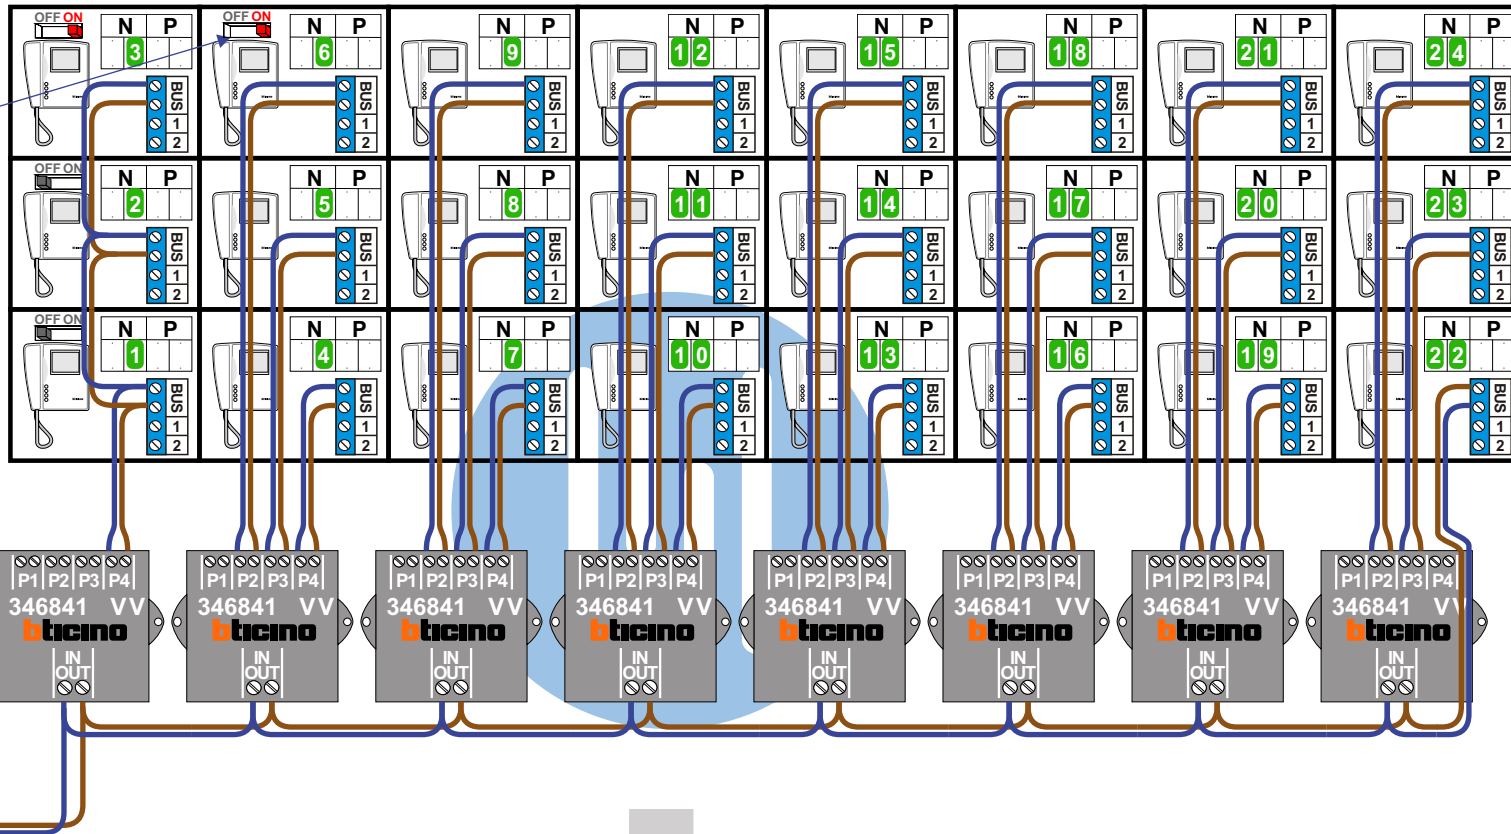 OFF ON
N P
3
BUS
1
2
OFF ON
N P
6
BUS
1
2
N P
9
BUS
1
2
N P
12
BUS
1
2
N P
15
BUS
1
2
N P
18
BUS
1
2
N P
21
BUS
1
2
N P
24
BUS
1
2
OFF ON
N P
2
BUS
1
2
N P
5
BUS
1
2
N P
8
BUS
1
2
N P
11
BUS
1
2
N P
14
BUS
1
2
N P
17
BUS
1
2
N P
20
BUS
1
2
N P
23
BUS
1
2
OFF ON
N P
1
BUS
1
2
N P
4
BUS
1
2
N P
7
BUS
1
2
N P
10
BUS
1
2
N P
13
BUS
1
2
N P
16
BUS
1
2
N P
19
BUS
1
2
N P
22
BUS
1
2
P1 P2 P3 P4
346841 VV
bticino
IN
OUT
P1 P2 P3 P4
346841 VV
bticino
IN
OUT
P1 P2 P3 P4
346841 VV
bticino
IN
OUT
P1 P2 P3 P4
346841 VV
bticino
IN
OUT
P1 P2 P3 P4
346841 VV
bticino
IN
OUT
P1 P2 P3 P4
346841 VV
bticino
IN
OUT
P1 P2 P3 P4
346841 VV
bticino
IN
OUT
P1 P2 P3 P4
346841 VV
bticino
IN
OUT